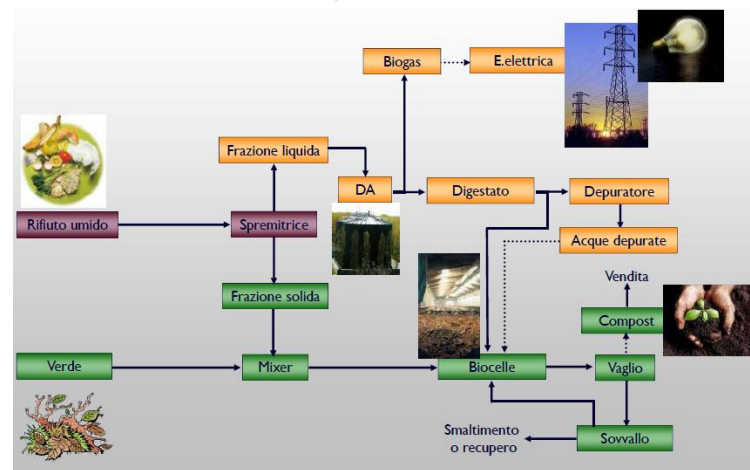 Biogas
E.elettrica
Frazione liquida
DA
Digestato
Depuratore
Rifiuto umido
Spremitrice
Acque depurate
Vendita
Frazione solida
Compost
Verde
Mixer
Biocelle
Vaglio
Smaltimento
o recupero
Sovvallo